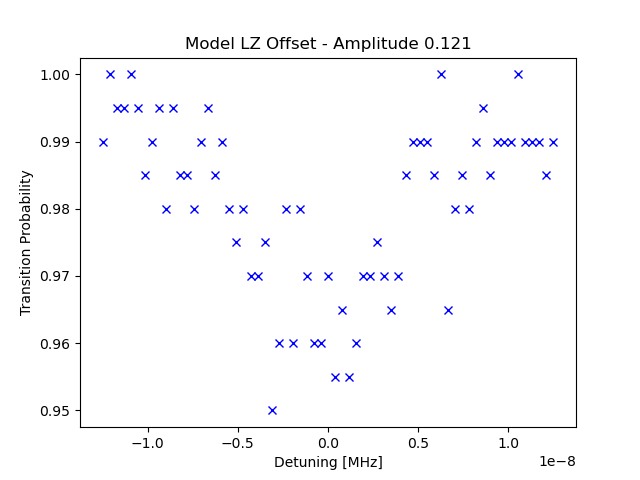 Model LZ Offset - Amplitude 0.121
1.00
0.99
0.98
0.97
0.96
0.95
Transition Probability
−1.0 −0.5 0.0 0.5 1.0
1e−8
Detuning [MHz]